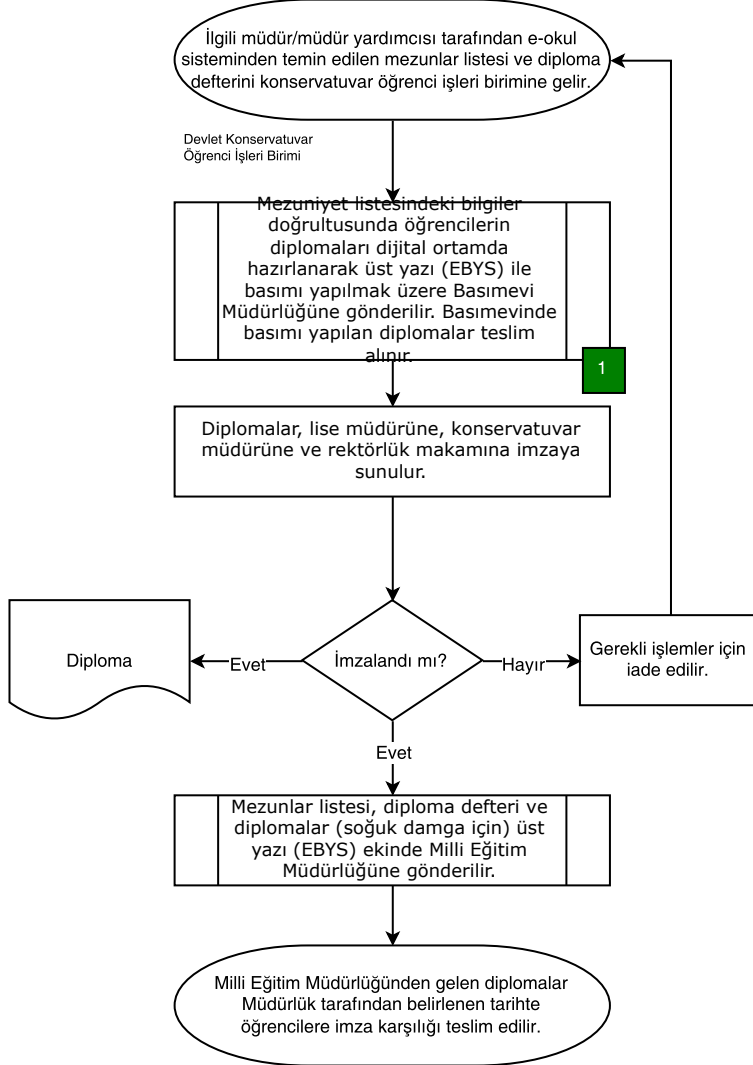 İlgili müdür/müdür yardımcısı tarafından e-okul
sisteminden temin edilen mezunlar listesi ve diploma
defterini konservatuvar öğrenci işleri birimine gelir.
Devlet Konservatuvar
Öğrenci İşleri Birimi
Mezuniyet listesindeki bilgiler
doğrultusunda öğrencilerin
diplomaları dijital ortamda
hazırlanarak üst yazı (EBYS) ile
basımı yapılmak üzere Basımevi
Müdürlüğüne gönderilir. Basımevinde
basımı yapılan diplomalar teslim
alınır.
1
Diplomalar, lise müdürüne, konservatuvar
müdürüne ve rektörlük makamına imzaya
sunulur.
Diploma
Evet
İmzalandı mı?
Hayır
Gerekli işlemler için
iade edilir.
Evet
Mezunlar listesi, diploma defteri ve
diplomalar (soğuk damga için) üst
yazı (EBYS) ekinde Milli Eğitim
Müdürlüğüne gönderilir.
Milli Eğitim Müdürlüğünden gelen diplomalar
Müdürlük tarafından belirlenen tarihte
öğrencilere imza karşılığı teslim edilir.